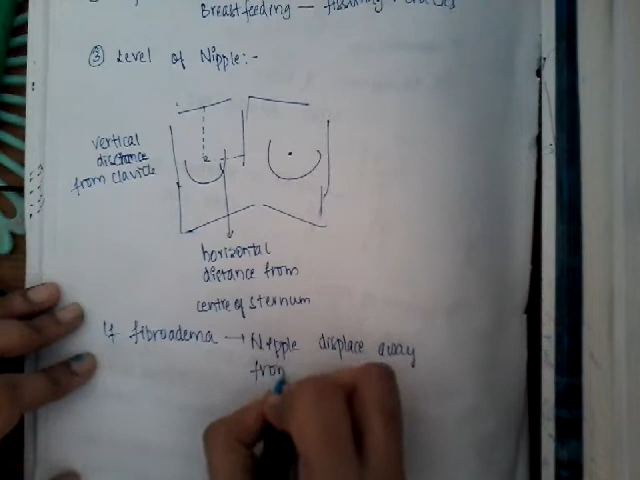 Breastfeeding —
③ Level of Nipple:-
vertical
distance
from clavicle
horizontal
distance from
centre of sternum
If fibroadema → Nipple displace away
from